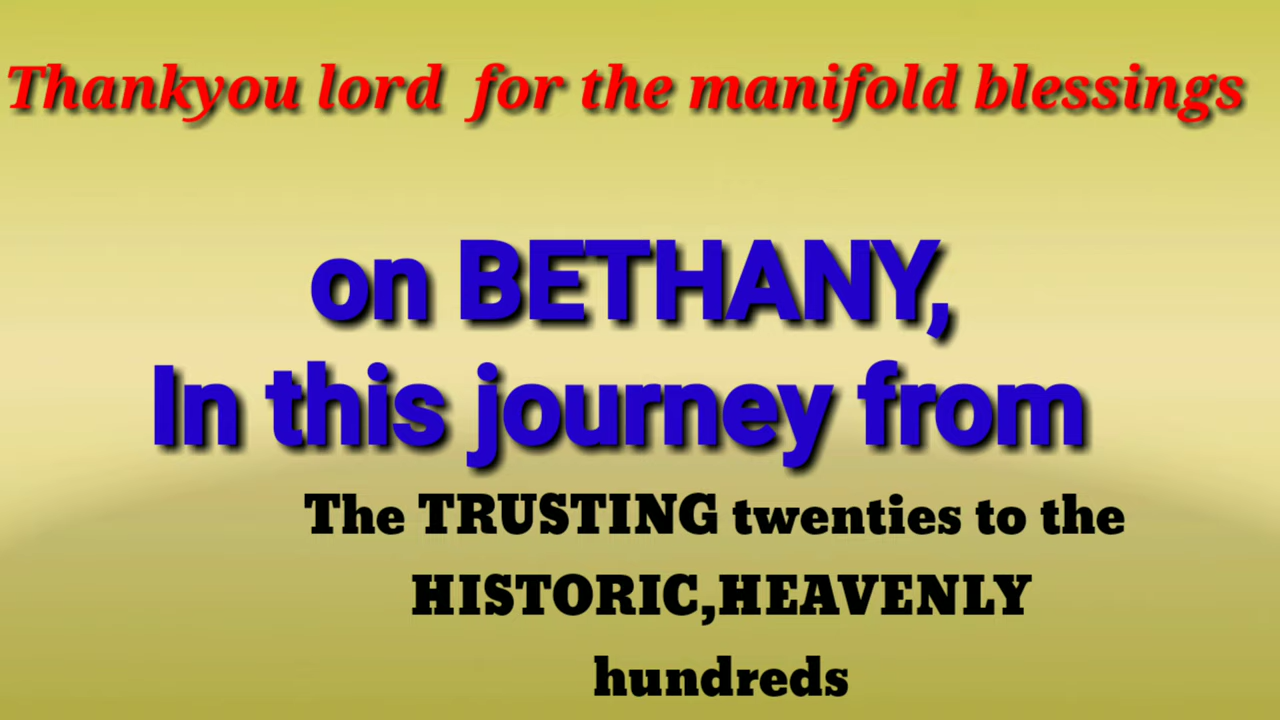 Thankyou lord for the manifold blessings
on BETHANY,
In this journey from
The TRUSTING twenties to the
HISTORIC,HEAVENLY
hundreds